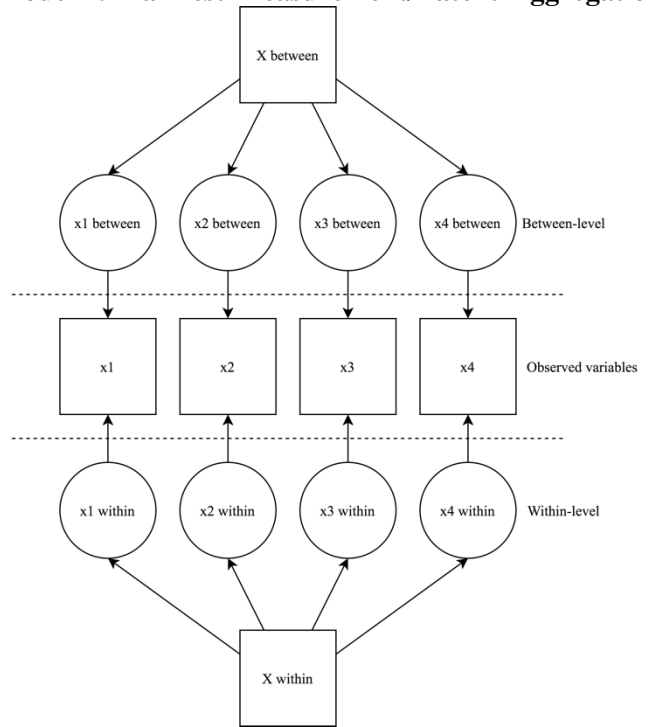 X between
x1 between
x2 between
x3 between
x4 between
Between-level
x1
x2
x3
x4
Observed variables
x1 within
x2 within
x3 within
x4 within
Within-level
X within